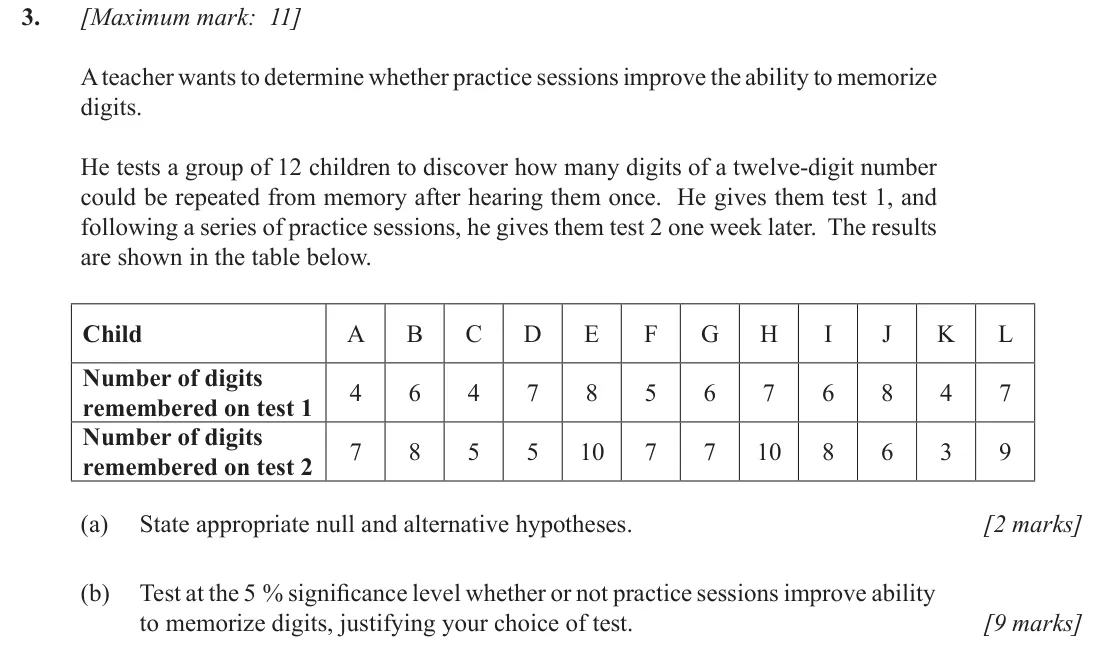 3. [Maximum mark: 11]
A teacher wants to determine whether practice sessions improve the ability to memorize
digits.
He tests a group of 12 children to discover how many digits of a twelve-digit number
could be repeated from memory after hearing them once. He gives them test 1, and
following a series of practice sessions, he gives them test 2 one week later. The results
are shown in the table below.
Child A B C D E F G H I J K L
Number of digits
remembered on test 1 4 6 4 7 8 5 6 7 6 8 4 7
Number of digits
remembered on test 2 7 8 5 5 10 7 7 10 8 6 3 9
(a) State appropriate null and alternative hypotheses. [2 marks]
(b) Test at the 5 % significance level whether or not practice sessions improve ability
to memorize digits, justifying your choice of test. [9 marks]